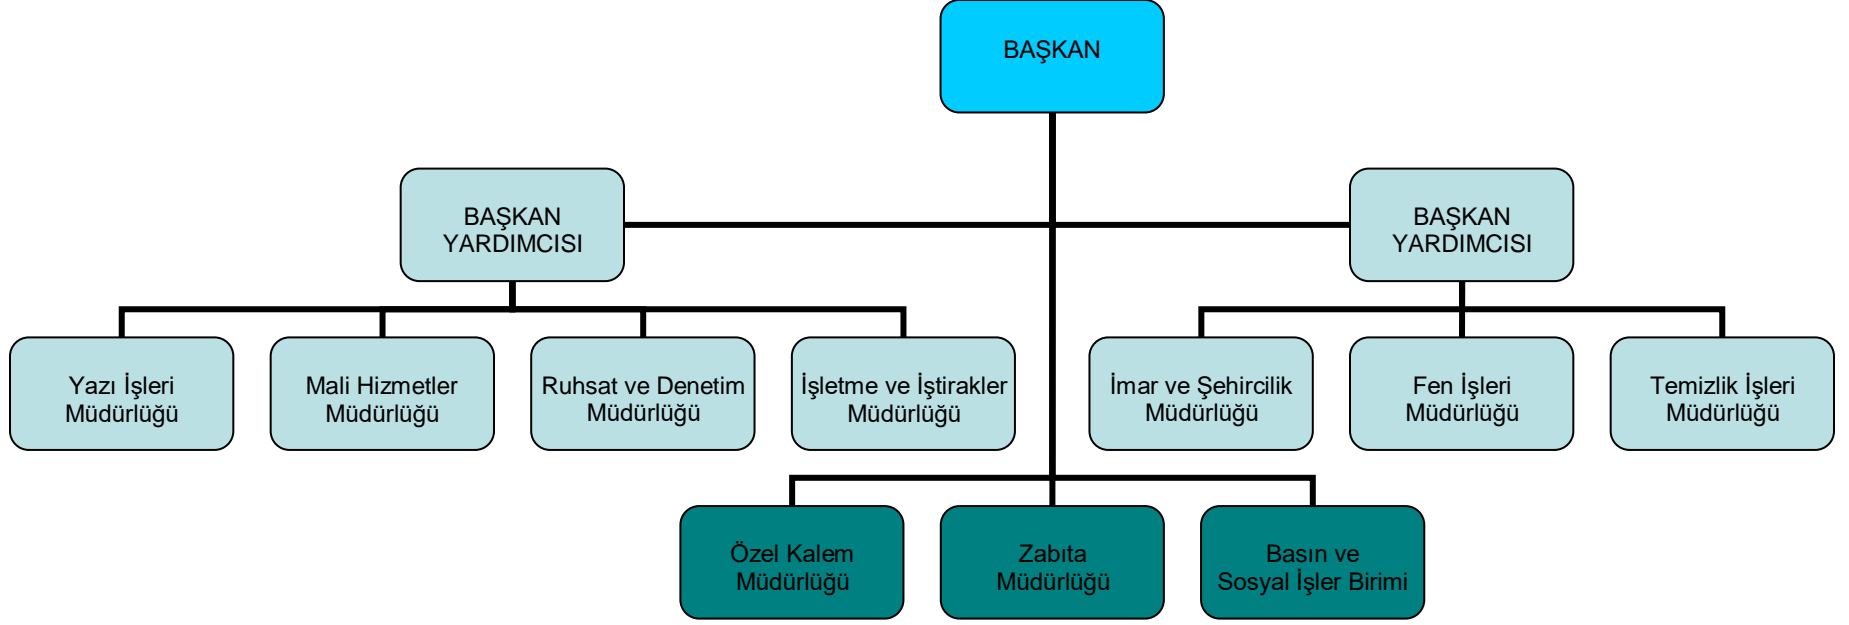 BAŞKAN
BAŞKAN
YARDIMCISI
BAŞKAN
YARDIMCISI
Yazı İşleri
Müdürlüğü
Mali Hizmetler
Müdürlüğü
Ruhsat ve Denetim
Müdürlüğü
İşletme ve İştirakler
Müdürlüğü
İmar ve Şehircilik
Müdürlüğü
Fen İşleri
Müdürlüğü
Temizlik İşleri
Müdürlüğü
Özel Kalem
Müdürlüğü
Zabıta
Müdürlüğü
Basın ve
Sosyal İşler Birimi